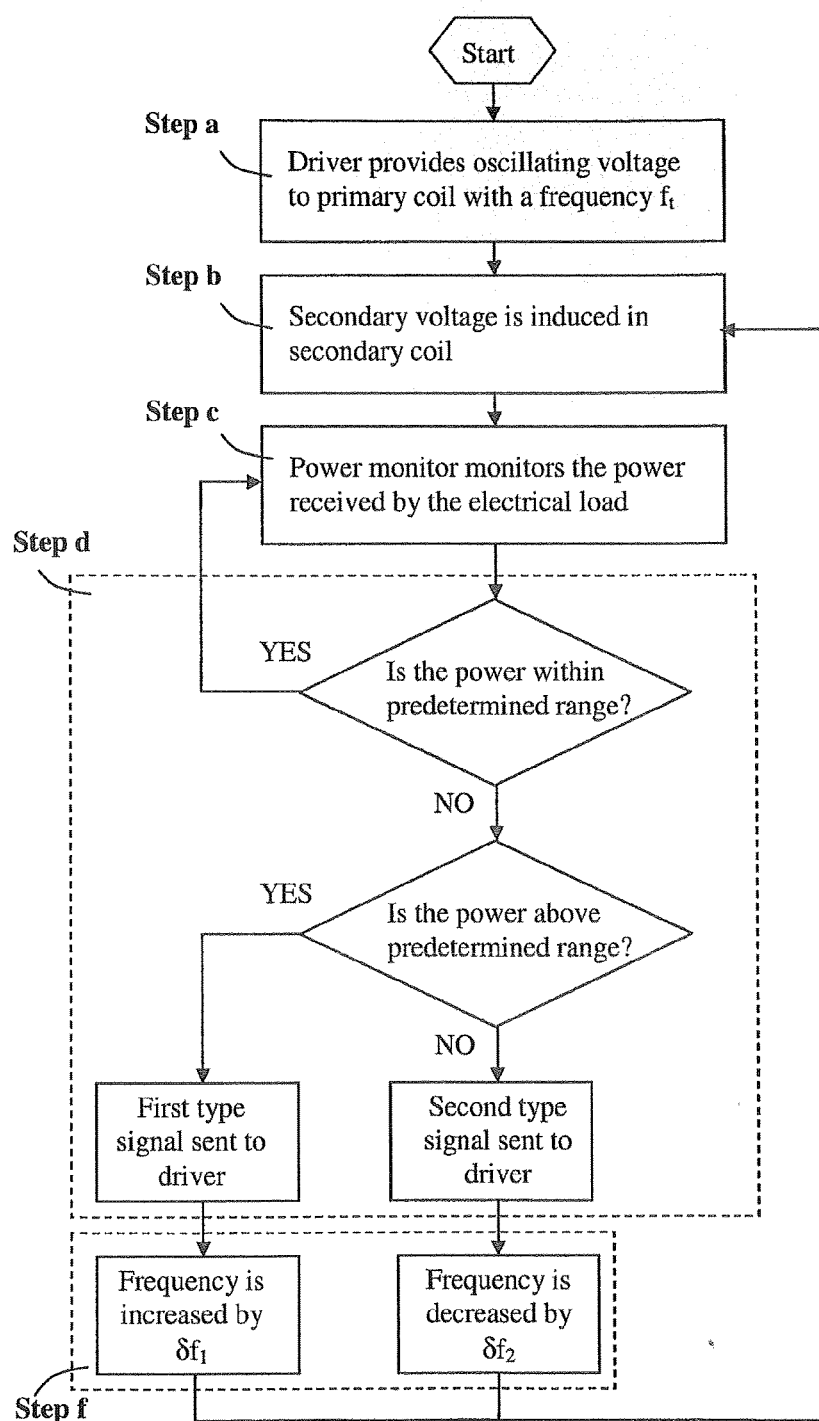 Start
Step a
Driver provides oscillating voltage
to primary coil with a frequency fₜ
Step b
Secondary voltage is induced in
secondary coil
Step c
Power monitor monitors the power
received by the electrical load
Step d
YES
Is the power within
predetermined range?
NO
YES
Is the power above
predetermined range?
NO
First type
signal sent to
driver
Second type
signal sent to
driver
Frequency is
increased by
δf₁
Frequency is
decreased by
δf₂
Step f